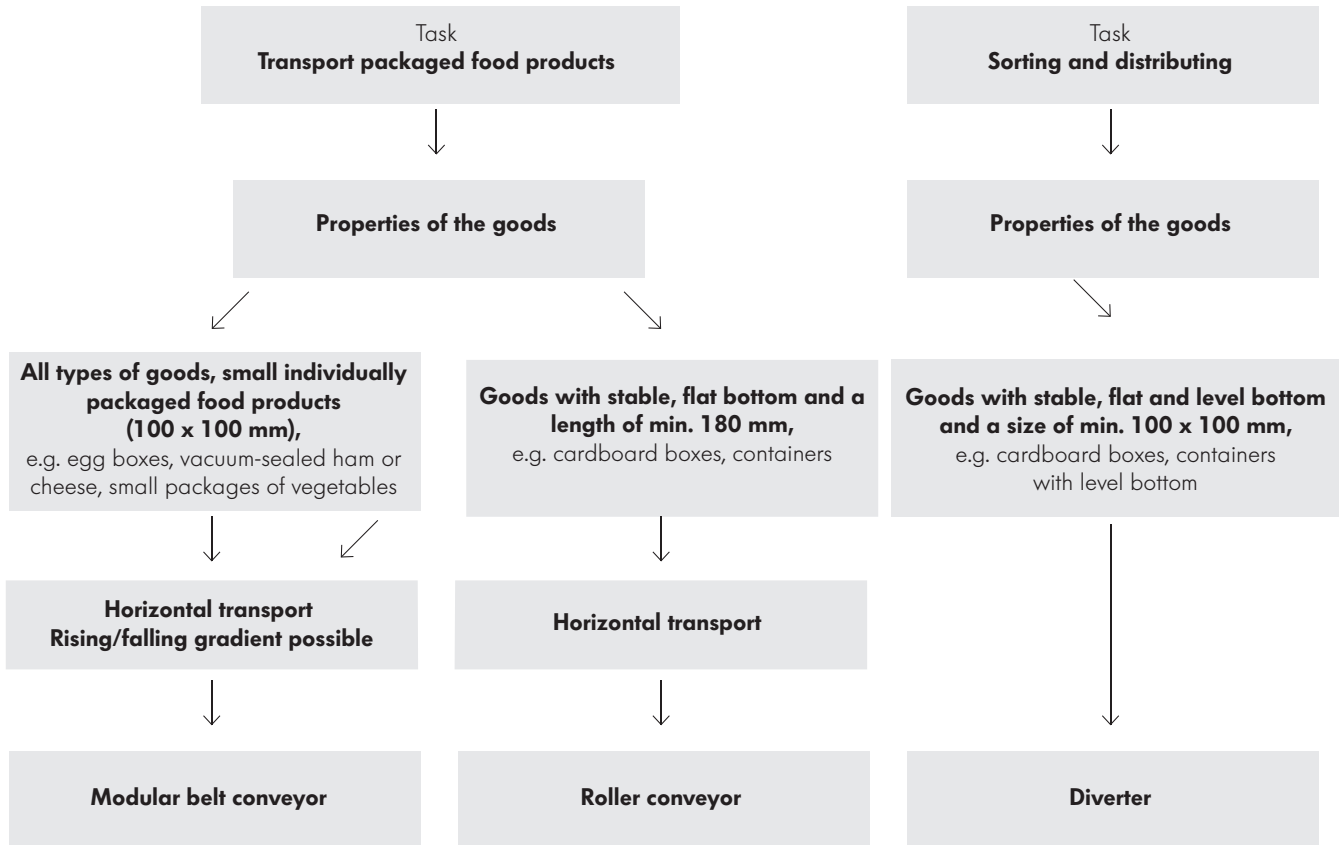 Task
Transport packaged food products
Task
Sorting and distributing
Properties of the goods
Properties of the goods
All types of goods, small individually
packaged food products
(100 x 100 mm),
e.g. egg boxes, vacuum-sealed ham or
cheese, small packages of vegetables
Goods with stable, flat bottom and a
length of min. 180 mm,
e.g. cardboard boxes, containers
Goods with stable, flat and level bottom
and a size of min. 100 x 100 mm,
e.g. cardboard boxes, containers
with level bottom
Horizontal transport
Rising/falling gradient possible
Horizontal transport
Modular belt conveyor
Roller conveyor
Diverter